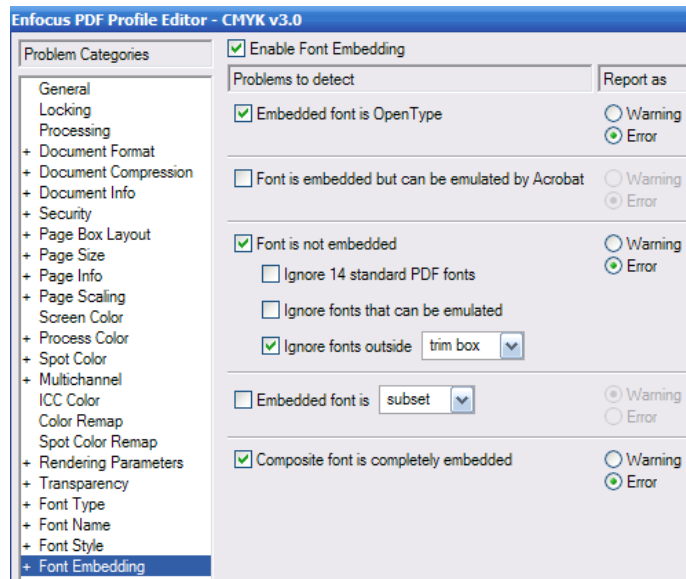 Enfocus PDF Profile Editor - CMYK v3.0
Problem Categories
General
Locking
Processing
+ Document Format
+ Document Compression
+ Document Info
+ Security
+ Page Box Layout
+ Page Size
+ Page Info
+ Page Scaling
Screen Color
+ Process Color
+ Spot Color
+ Multichannel
ICC Color
Color Remap
Spot Color Remap
+ Rendering Parameters
+ Transparency
+ Font Type
+ Font Name
+ Font Style
+ Font Embedding
Enable Font Embedding
Problems to detect
Report as
Embedded font is OpenType
Warning
Error
Font is embedded but can be emulated by Acrobat
Warning
Error
Font is not embedded
Warning
Error
Ignore 14 standard PDF fonts
Ignore fonts that can be emulated
Ignore fonts outside trim box
Embedded font is subset
Warning
Error
Composite font is completely embedded
Warning
Error